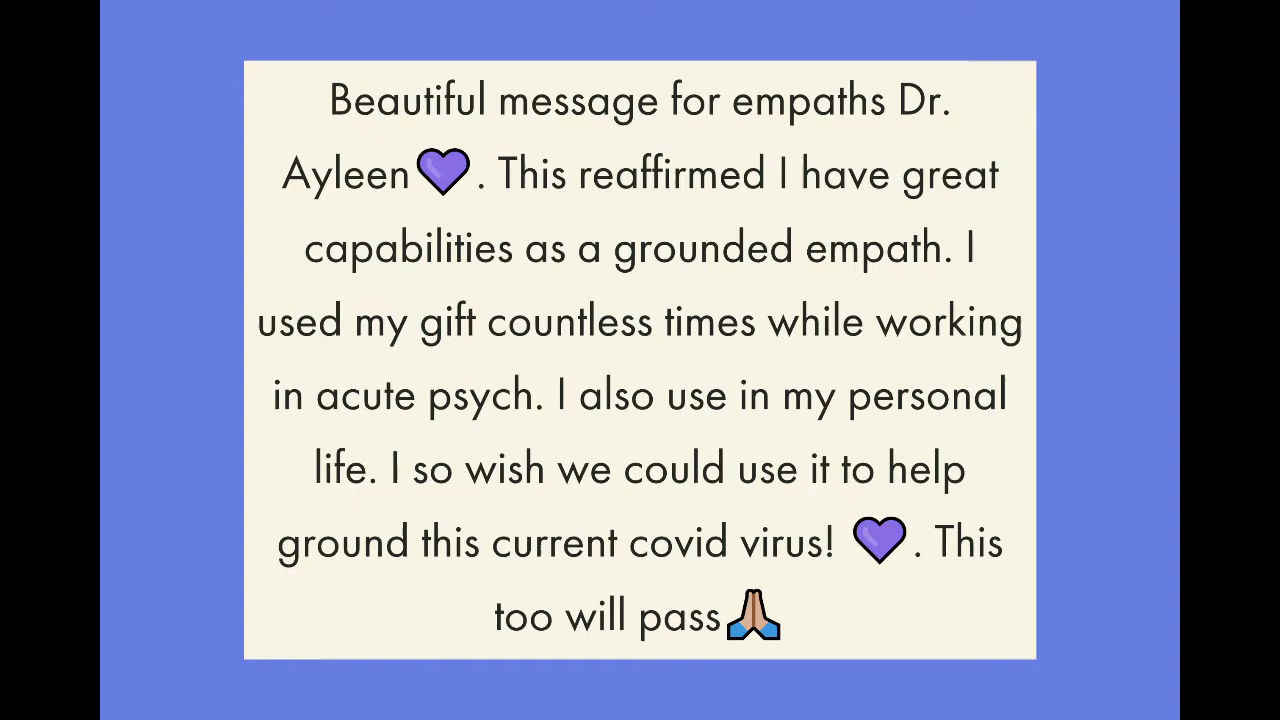 Beautiful message for empaths Dr.
Ayleen💜. This reaffirmed I have great
capabilities as a grounded empath. I
used my gift countless times while working
in acute psych. I also use in my personal
life. I so wish we could use it to help
ground this current covid virus! 💜. This
too will pass🙏🏽